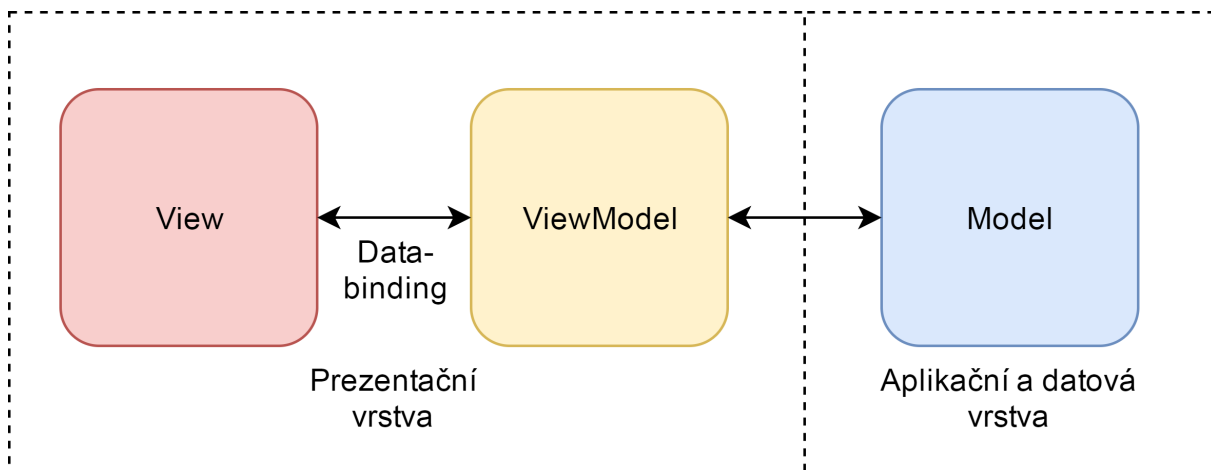 View
ViewModel
Model
Data-
binding
Prezentační
vrstva
Aplikační a datová
vrstva